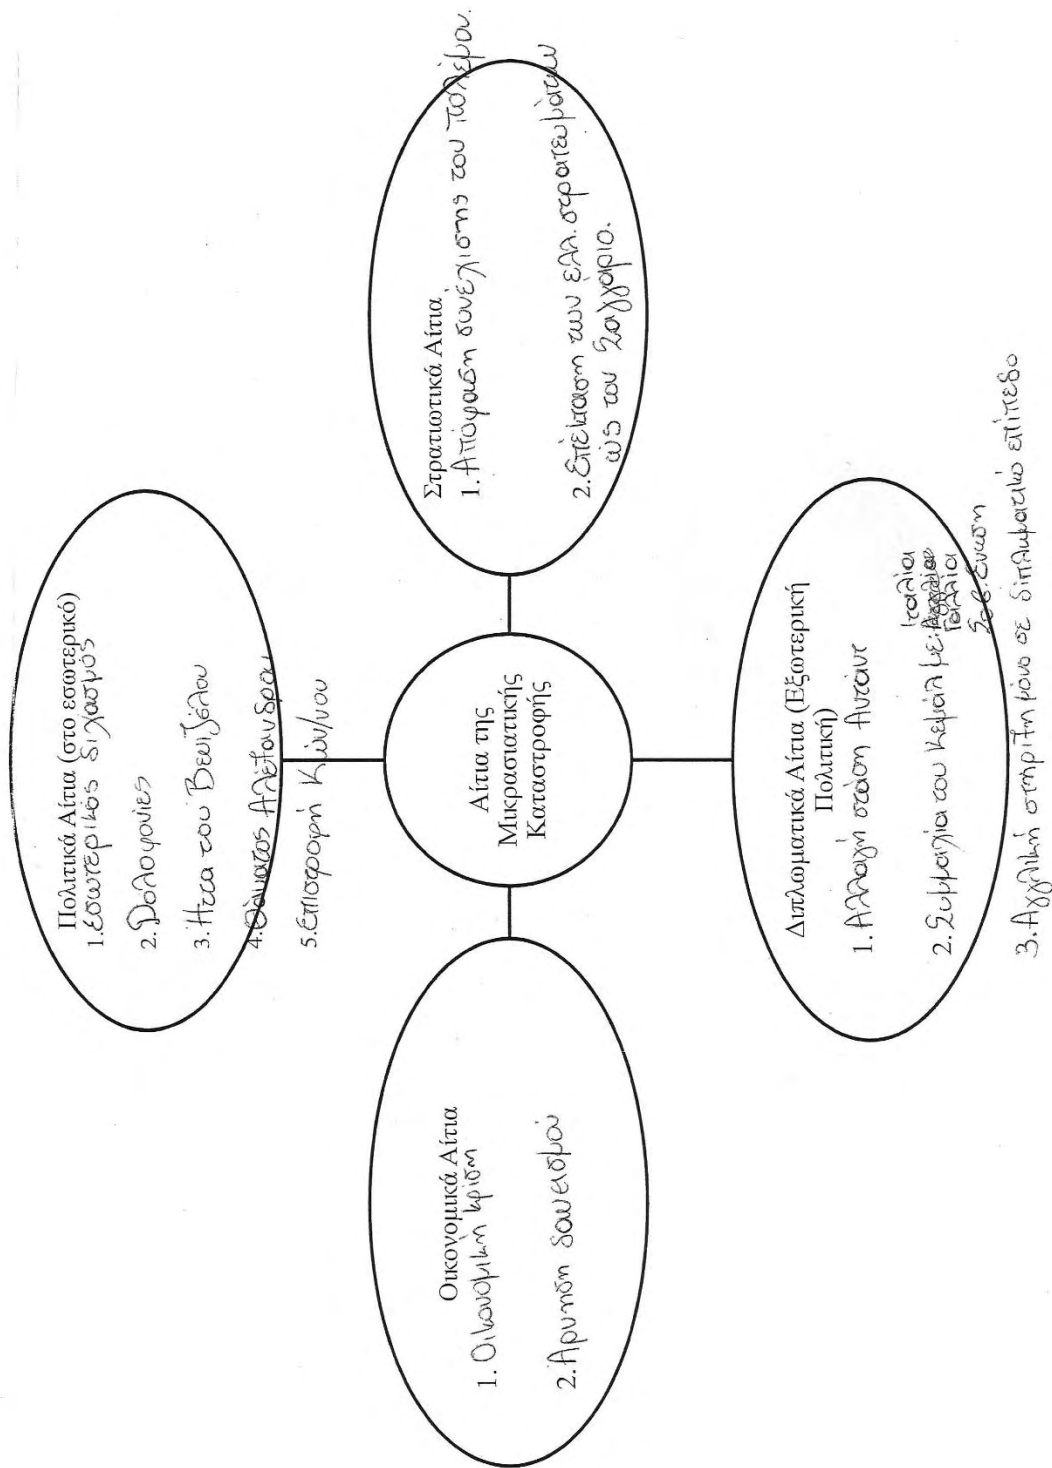 Πολιτικά Αίτια (στο εσωτερικό)
1. Εσωτερικός διχασμός
2. Δολοφονίες
3. Ήττα του Βενιζέλου
4. Θάνατος Αλέξανδρου
5. Επιστροφή Κων/νου
Οικονομικά Αίτια
1. Οικονομική κρίση
2. Άρνηση δανεισμού
Αίτια της
Μικρασιατικής
Καταστροφής
Στρατιωτικά Αίτια
1. Απόφαση συνέχισης του πολέμου.
2. Επέκταση των ελλ. στρατευμάτων
ως τον Σαγγάριο.
Διπλωματικά Αίτια (Εξωτερική
Πολιτική)
1. Αλλαγή στάση Αντάντ
2. Συμμαχία του Κεμάλ με:
Ιταλία
Γαλλία
Σοβ. Ένωση
3. Αγγλική στήριξη μόνο σε διπλωματικό επίπεδο